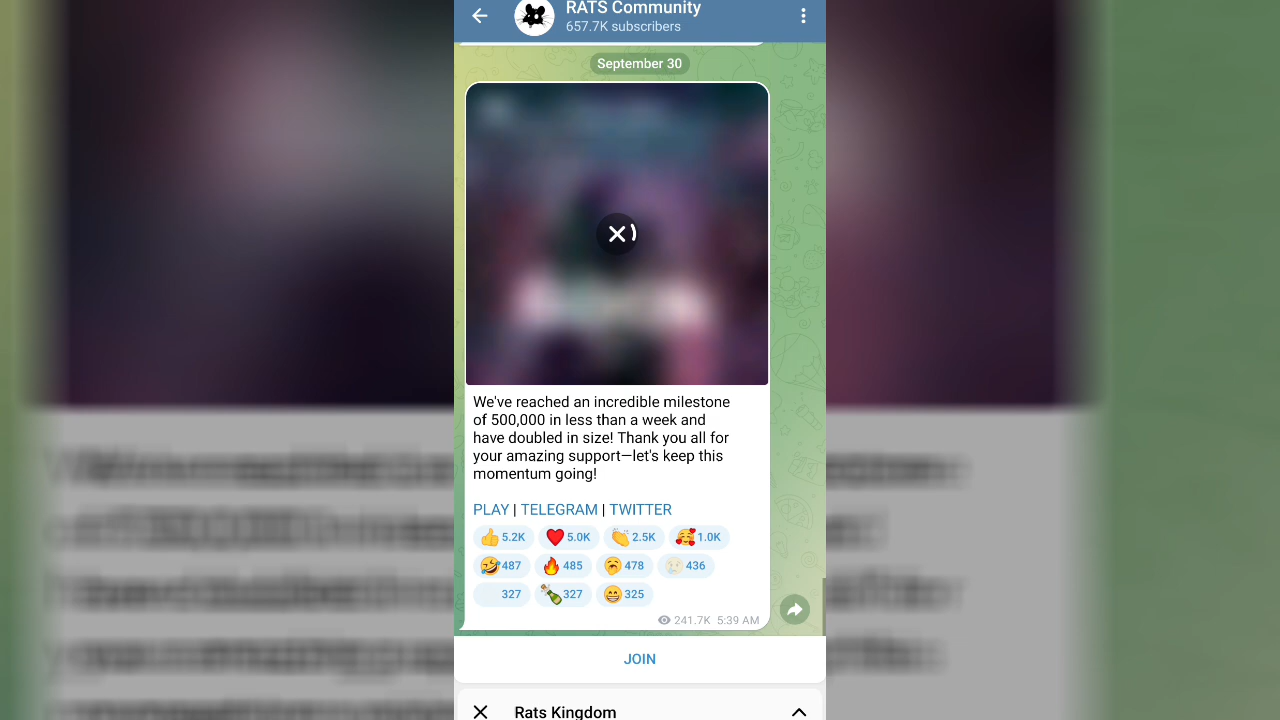 RATS Community
657.7K subscribers
September 30
We've reached an incredible milestone
of 500,000 in less than a week and
have doubled in size! Thank you all for
your amazing support—let's keep this
momentum going!
PLAY | TELEGRAM | TWITTER
5.2K 5.0K 2.5K 1.0K
487 485 478 436
327 327 325
241.7K 5:39 AM
JOIN
Rats Kingdom